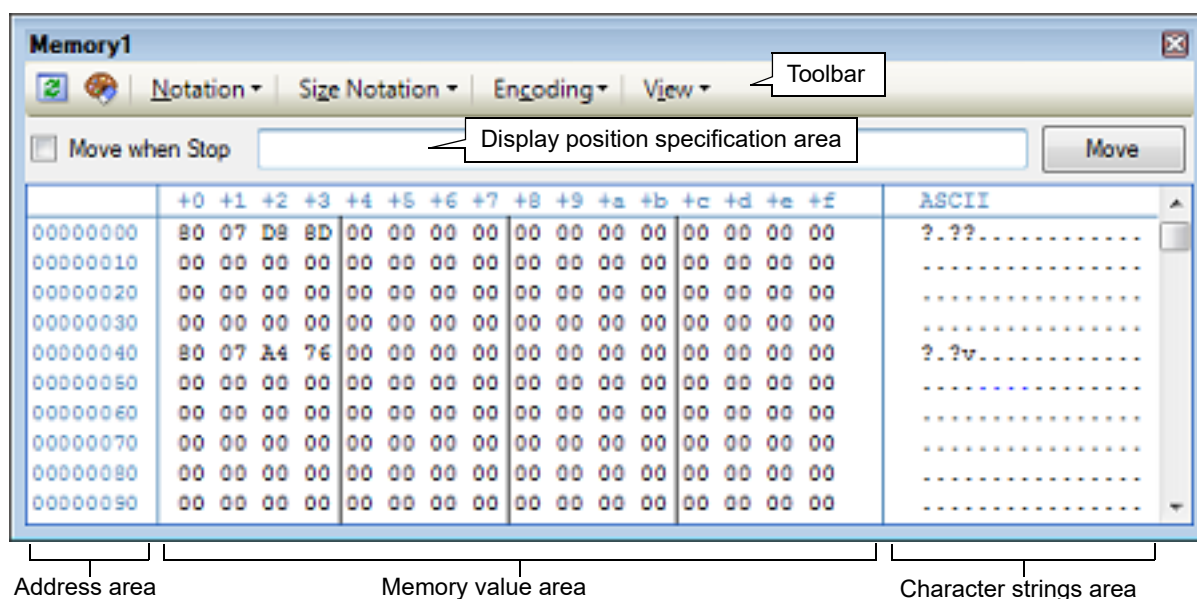 Memory1
Notation Size Notation Encoding View Toolbar
Move when Stop Display position specification area Move
+0 +1 +2 +3 +4 +5 +6 +7 +8 +9 +a +b +c +d +e +f ASCII
00000000 80 07 D8 8D 00 00 00 00 00 00 00 00 00 00 00 00 ?.??............
00000010 00 00 00 00 00 00 00 00 00 00 00 00 00 00 00 00 ................
00000020 00 00 00 00 00 00 00 00 00 00 00 00 00 00 00 00 ................
00000030 00 00 00 00 00 00 00 00 00 00 00 00 00 00 00 00 ................
00000040 80 07 A4 76 00 00 00 00 00 00 00 00 00 00 00 00 ?.?v............
00000050 00 00 00 00 00 00 00 00 00 00 00 00 00 00 00 00 ................
00000060 00 00 00 00 00 00 00 00 00 00 00 00 00 00 00 00 ................
00000070 00 00 00 00 00 00 00 00 00 00 00 00 00 00 00 00 ................
00000080 00 00 00 00 00 00 00 00 00 00 00 00 00 00 00 00 ................
00000090 00 00 00 00 00 00 00 00 00 00 00 00 00 00 00 00 ................
Address area Memory value area Character strings area